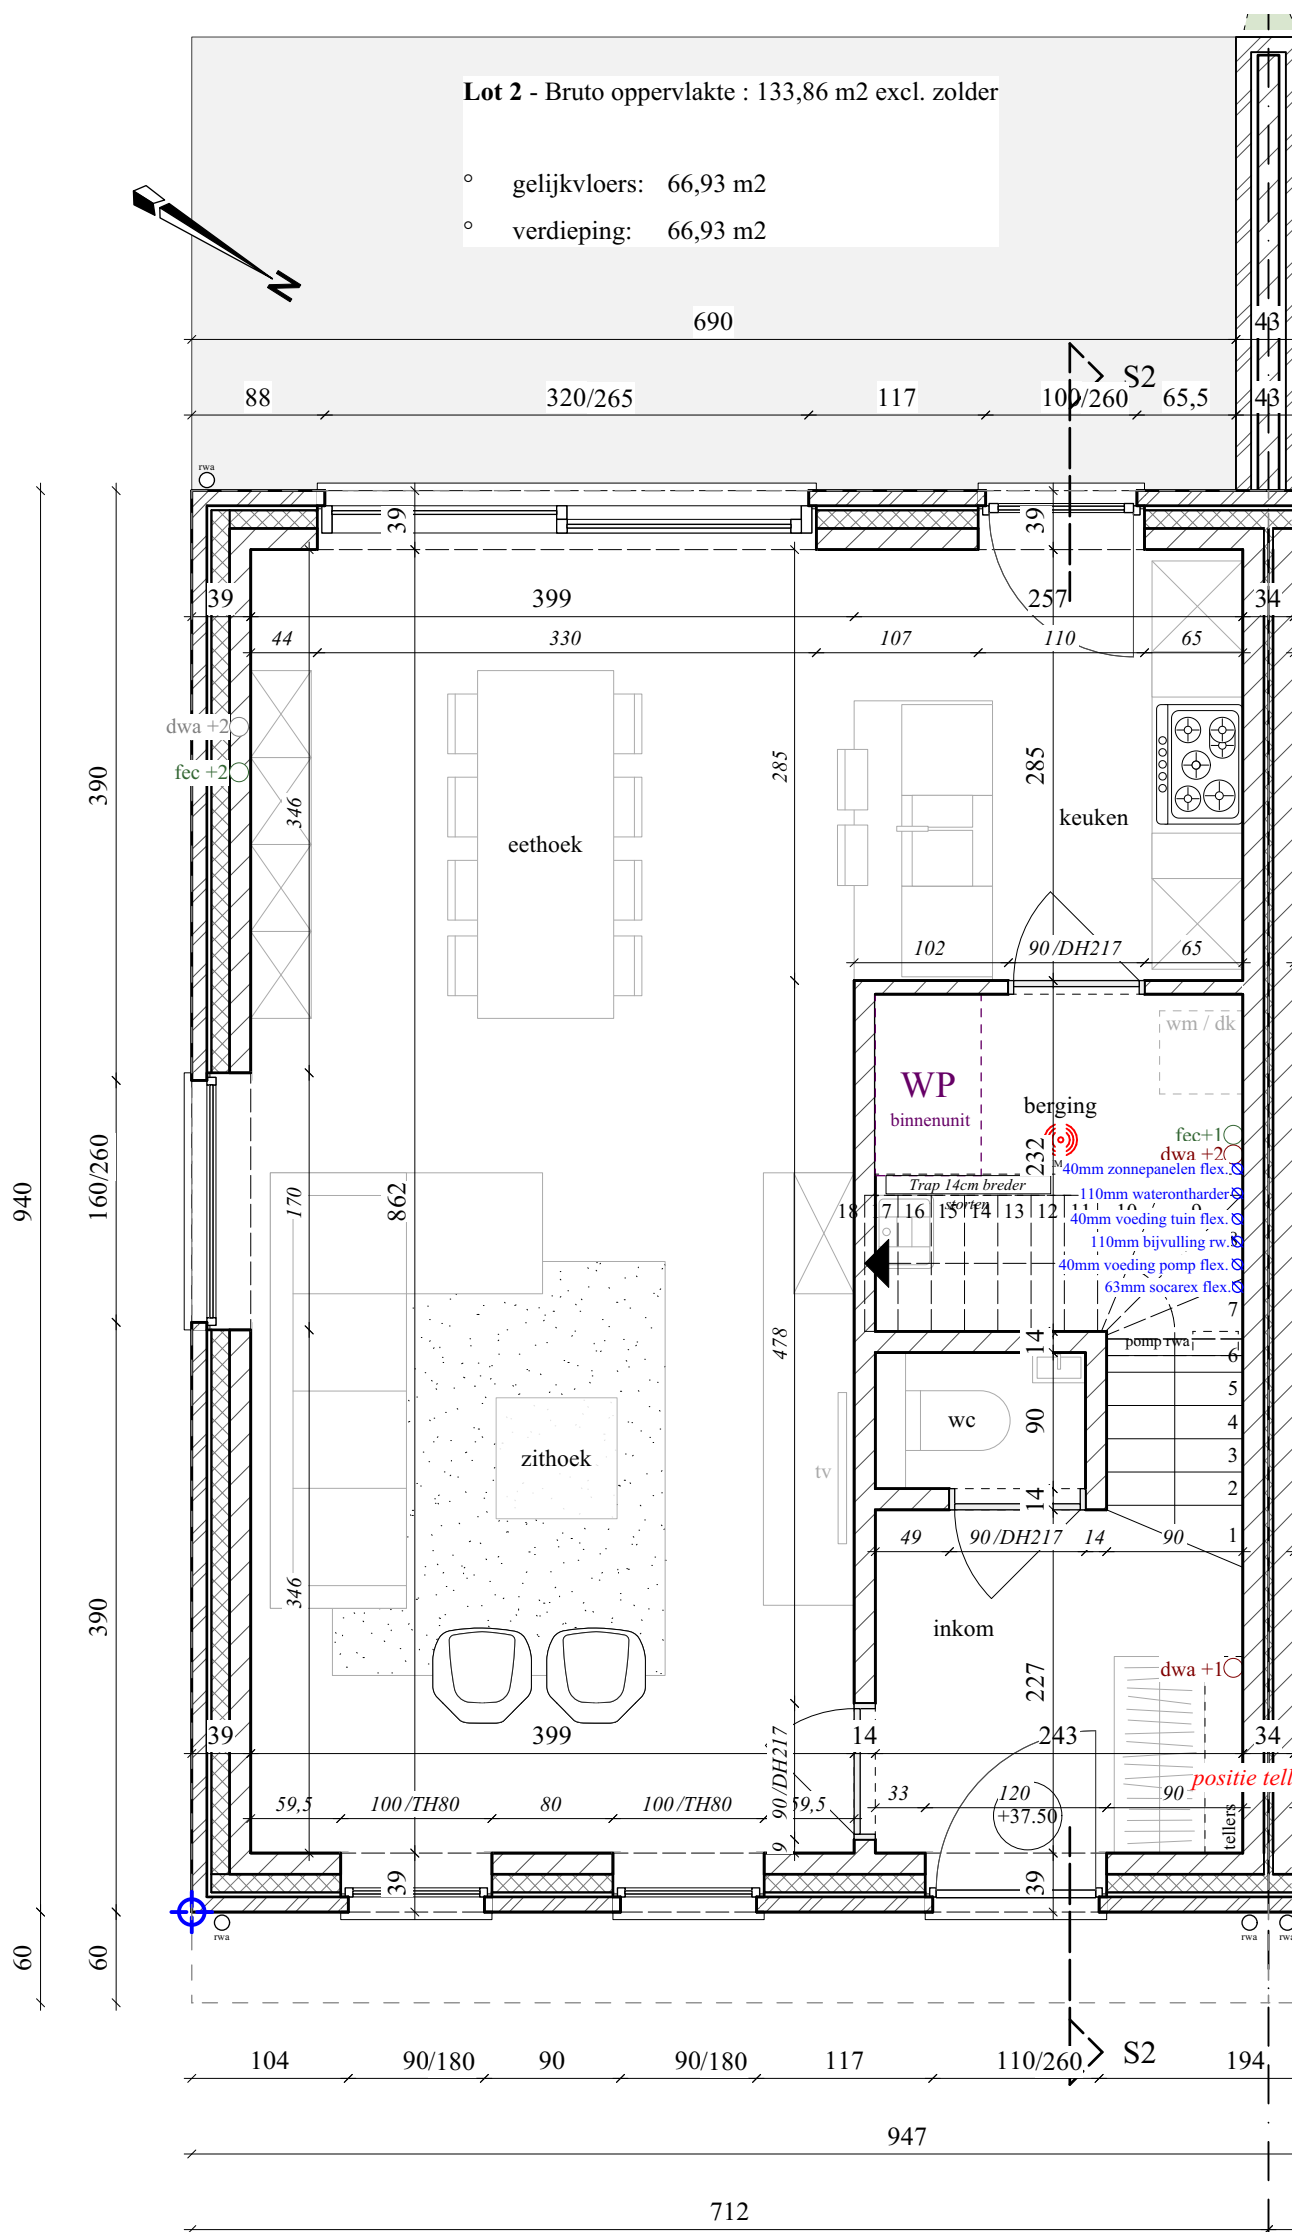 Lot 2 - Bruto oppervlakte : 133,86 m2 excl. zolder
° gelijkvloers: 66,93 m2
° verdieping: 66,93 m2
N
690
43
S2
88
320/265
117
100/260
65,5
43
rwa
39
39
39
399
257
34
44
330
107
110
65
dwa +2
fec +2
390
346
285
285
keuken
eethoek
102
90/DH217
65
wm / dk
WP
binnenunit
berging
fec+1
dwa +2
232
M
40mm zonnepanelen flex.
940
160/260
170
862
Trap 14cm breder
storten
110mm waterontharder
18
17
16
15
14
13
12
11
10
9
40mm voeding tuin flex.
8
110mm bijvulling rw.
40mm voeding pomp flex.
63mm socarex flex.
7
478
14
pomp rwa
6
5
4
3
2
1
wc
90
zithoek
tv
14
49
90/DH217
14
90
390
346
inkom
227
dwa +1
39
399
14
243
34
positie tell
59,5
100/TH80
80
100/TH80
90/DH217
59,5
33
120
90
+37.50
tellers
9
39
39
rwa
rwa
rwa
60
60
S2
104
90/180
90
90/180
117
110/260
194
947
712